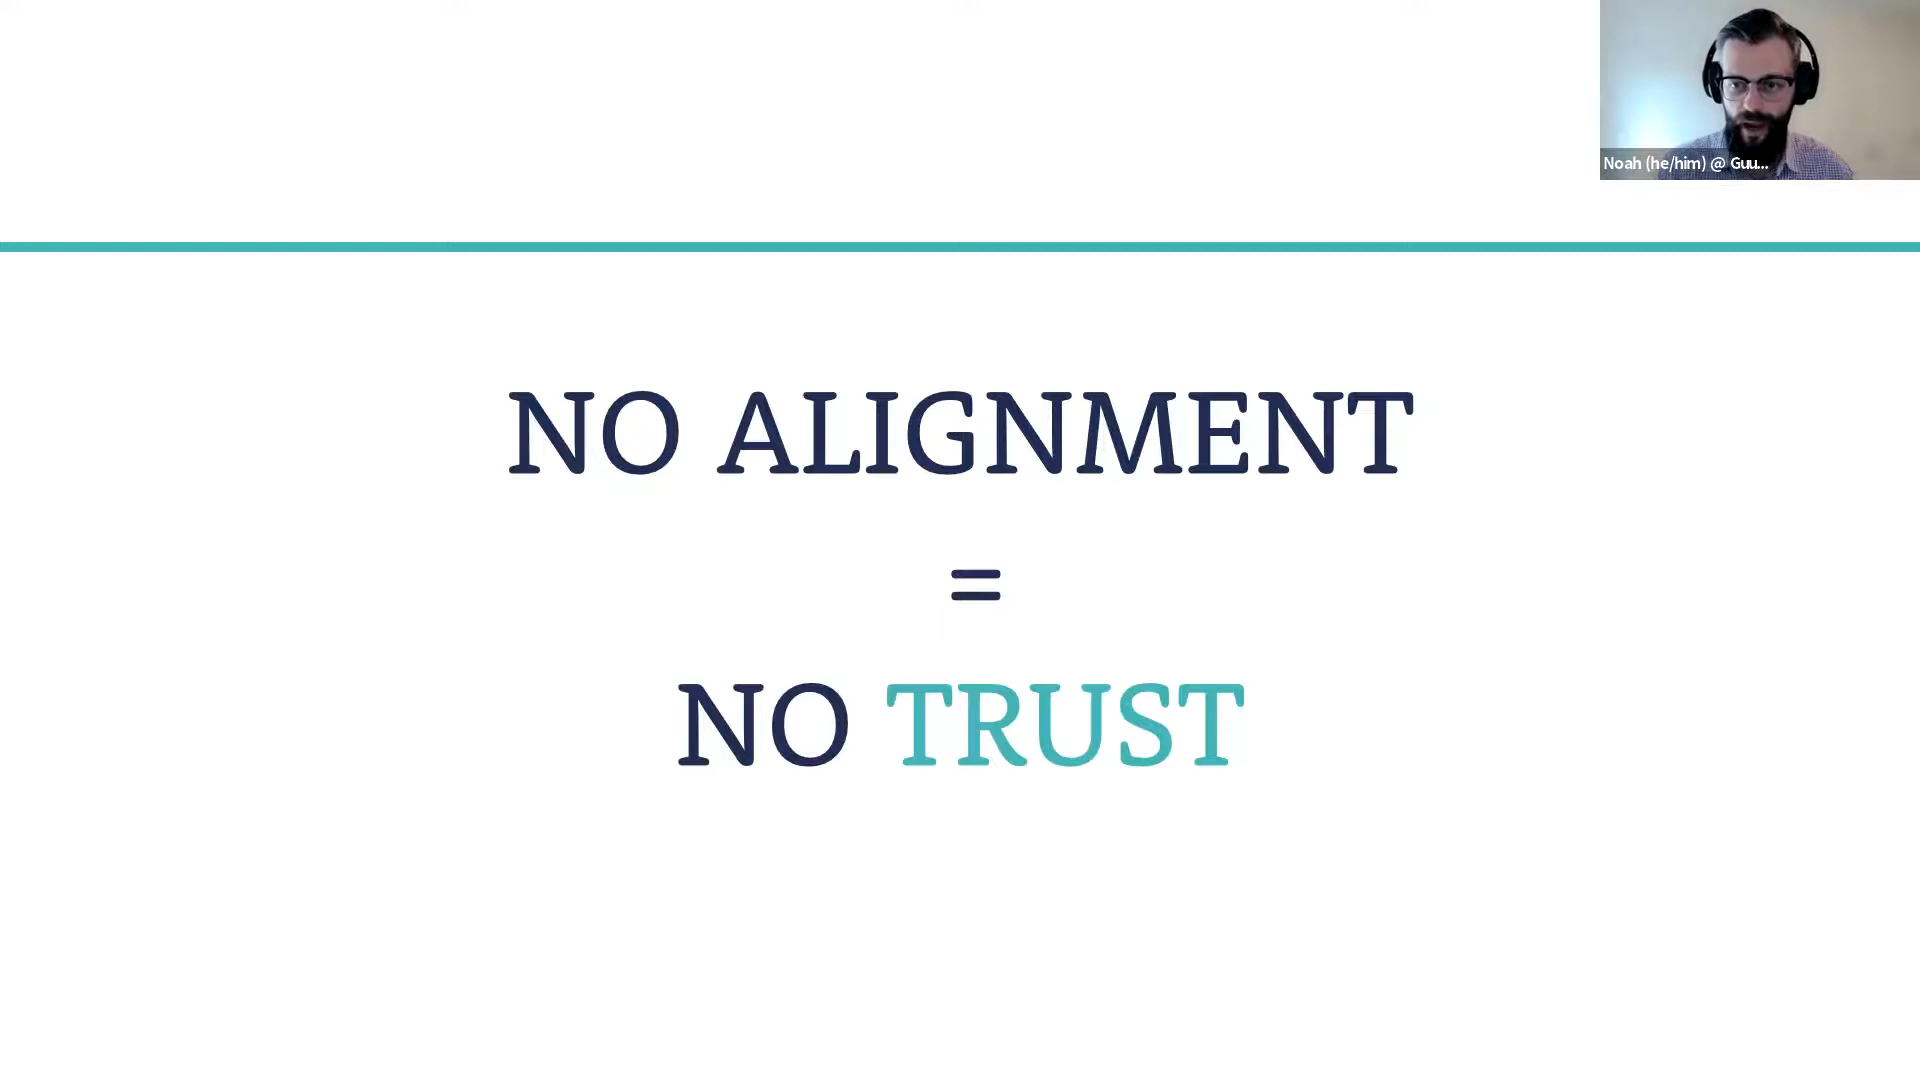 Noah (he/him) @ Guu...
NO ALIGNMENT
=
NO TRUST